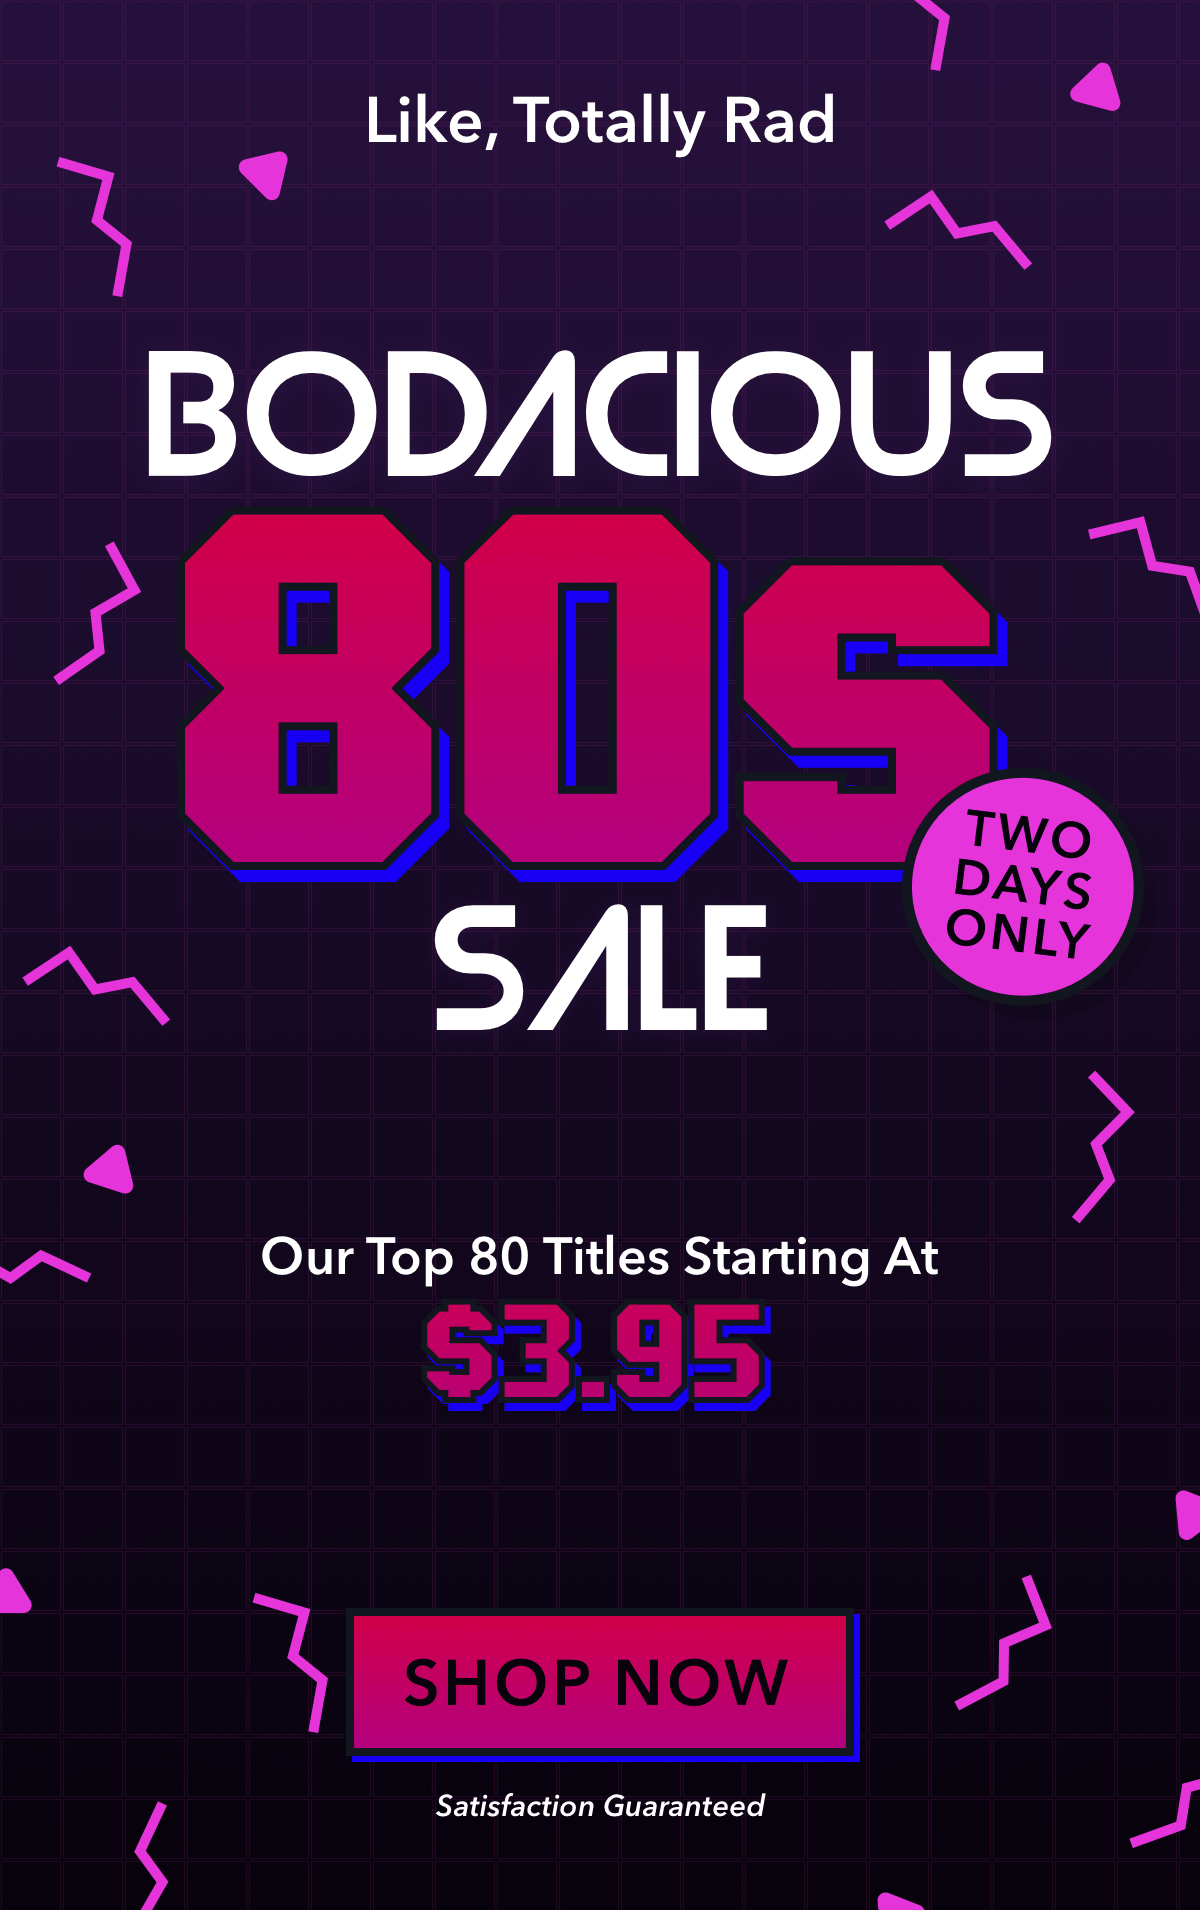 Like, Totally Rad
BODACIOUS
80s
SALE
TWO
DAYS
ONLY
Our Top 80 Titles Starting At
$3.95
SHOP NOW
Satisfaction Guaranteed